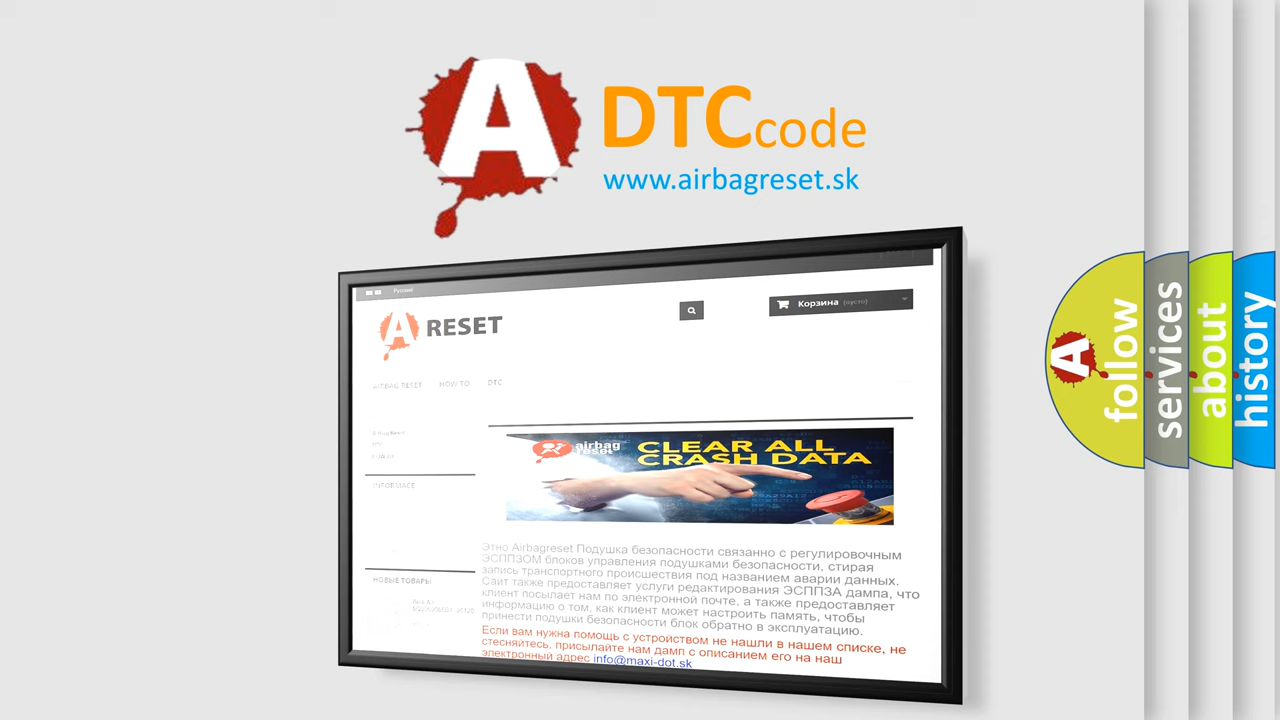 A DTCcode
www.airbagreset.sk
Русский
A RESET
Корзина (пусто)
AIRBAG RESET HOW TO DTC
INFORMACE
airbag
reset
CLEAR ALL
CRASH DATA
НОВЫЕ ТОВАРЫ
Этно Airbagreset Подушка безопасности связанно с регулировочным
ЭСППЗОМ блоков управления подушками безопасности, стирая
запись транспортного происшествия под названием аварии данных.
Сайт также предоставляет услуги редактирования ЭСППЗА дампа, что
клиент посылает нам по электронной почте, а также предоставляет
информацию о том, как клиент может настроить память, чтобы
принести подушки безопасности блок обратно в эксплуатацию.
Если вам нужна помощь с устройством не нашли в нашем списке, не
стесняйтесь, присылайте нам дамп с описанием его на наш
электронный адрес info@maxi-dot.sk
A
follow
services
about
history